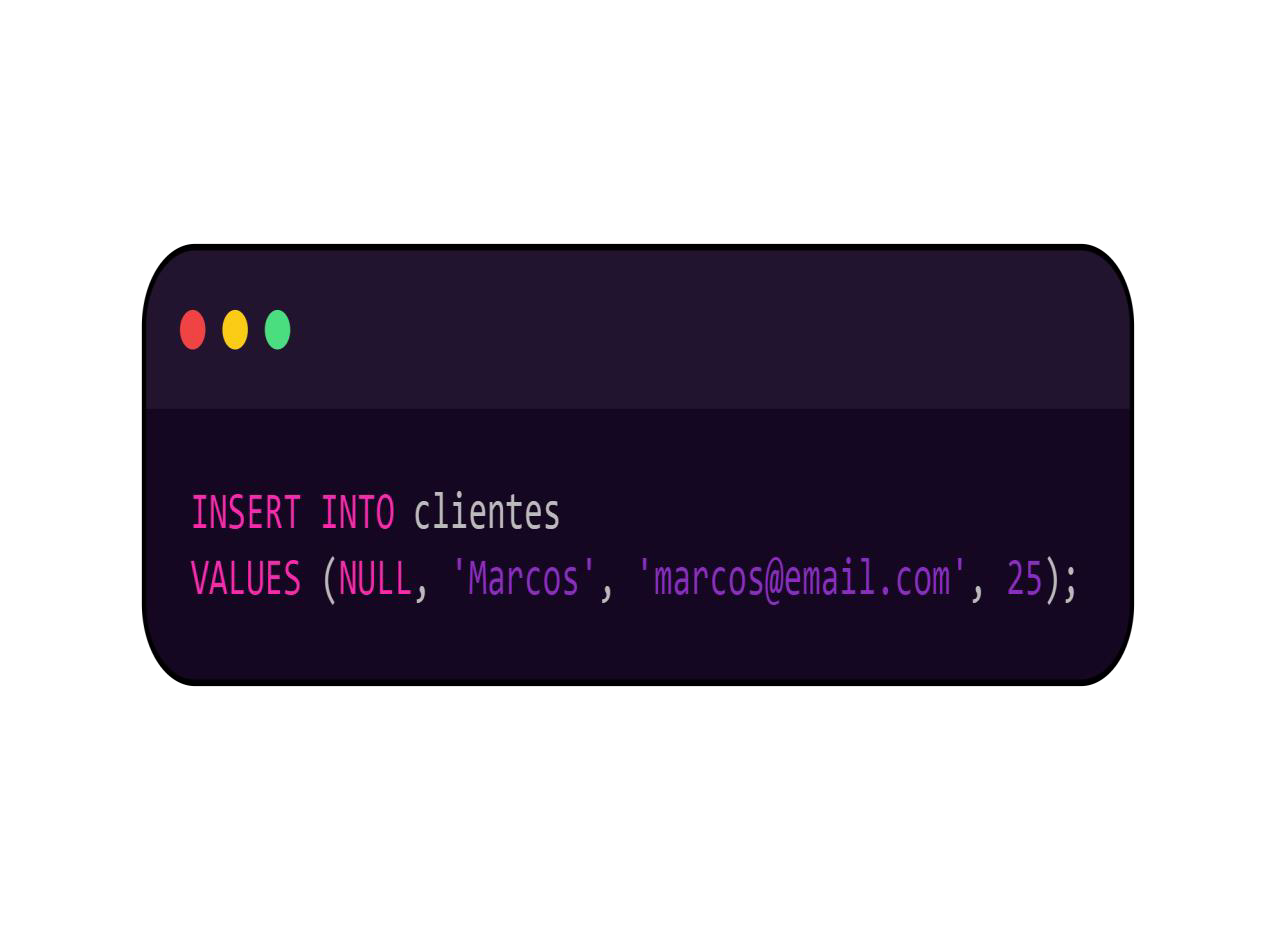 INSERT INTO clientes
VALUES (NULL, 'Marcos', 'marcos@email.com', 25);